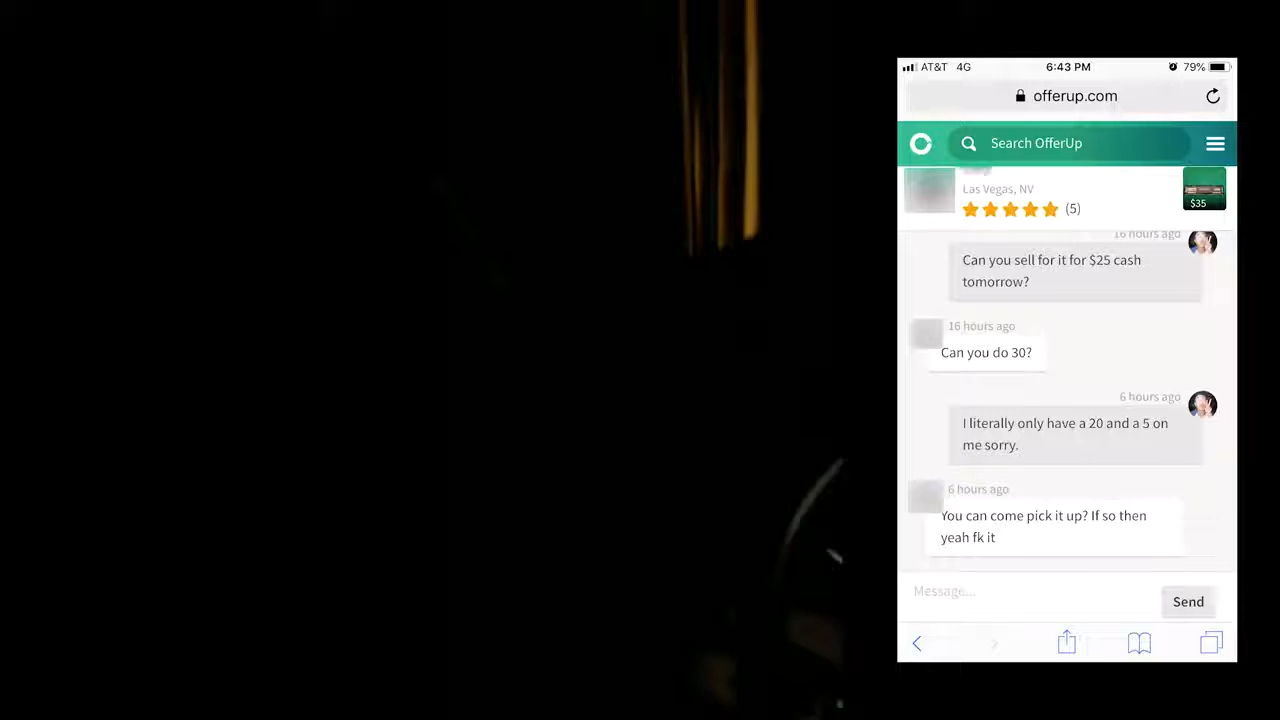 AT&T 4G 6:43 PM 79%
offerup.com
Search OfferUp
Las Vegas, NV
(5)
$35
16 hours ago
Can you sell for it for $25 cash
tomorrow?
16 hours ago
Can you do 30?
6 hours ago
I literally only have a 20 and a 5 on
me sorry.
6 hours ago
You can come pick it up? If so then
yeah fk it
Message...
Send